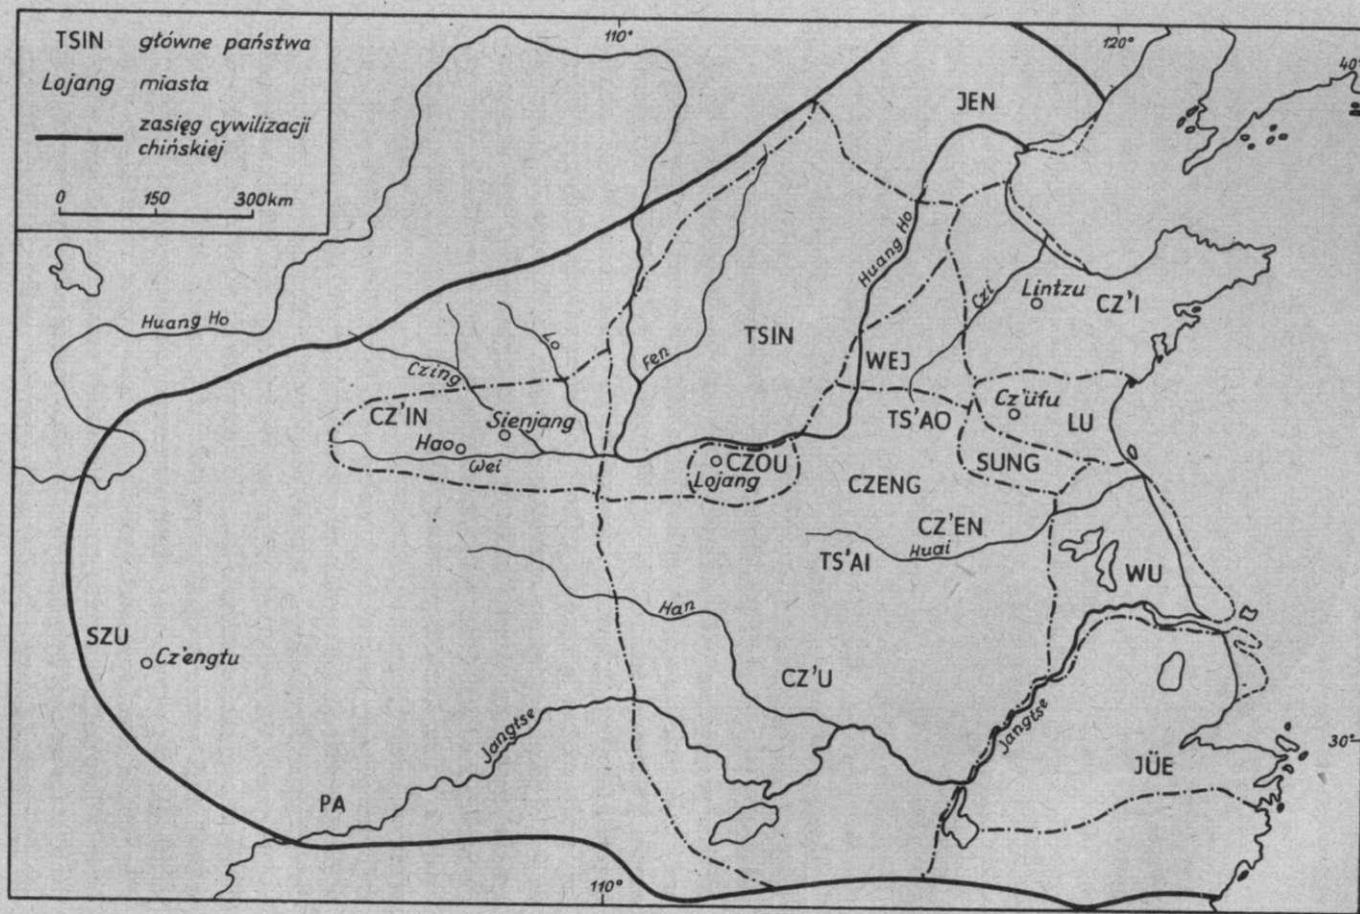 TSIN główne państwa
Lojang miasta
zasięg cywilizacji
chińskiej
0 150 300km
110°
120°
40°
JEN
Huang Ho
Huang Ho
Lo
Fen
Czi
Lintzu
CZ'I
TSIN
WEJ
Czing
CZ'IN
Sienjang
Hao
Wei
TS'AO
Cz'üfu
LU
CZOU
Lojang
SUNG
CZENG
CZ'EN
Huai
TS'AI
WU
Han
SZU
Cz'engtu
CZ'U
Jangtse
Jangtse
30°
JÜE
PA
110°